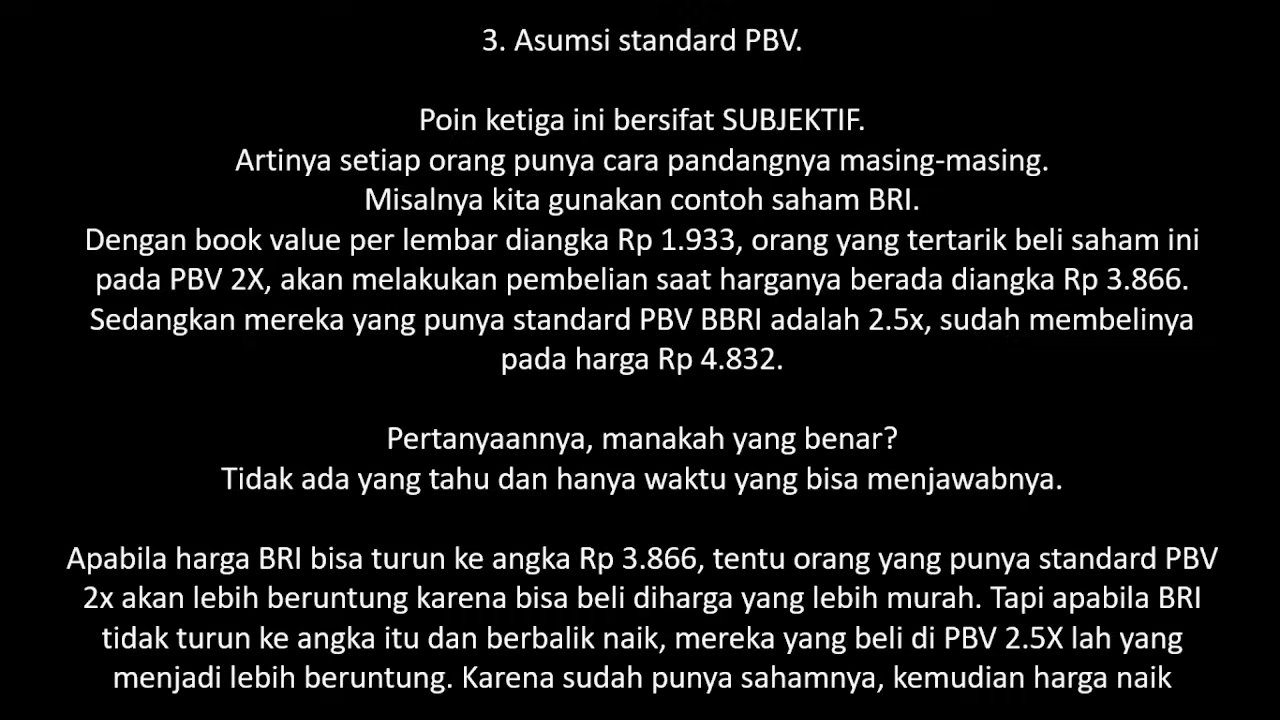 3. Asumsi standard PBV.
Poin ketiga ini bersifat SUBJEKTIF.
Artinya setiap orang punya cara pandangnya masing-masing.
Misalnya kita gunakan contoh saham BRI.
Dengan book value per lembar diangka Rp 1.933, orang yang tertarik beli saham ini
pada PBV 2X, akan melakukan pembelian saat harganya berada diangka Rp 3.866.
Sedangkan mereka yang punya standard PBV BBRI adalah 2.5x, sudah membelinya
pada harga Rp 4.832.
Pertanyaannya, manakah yang benar?
Tidak ada yang tahu dan hanya waktu yang bisa menjawabnya.
Apabila harga BRI bisa turun ke angka Rp 3.866, tentu orang yang punya standard PBV
2x akan lebih beruntung karena bisa beli diharga yang lebih murah. Tapi apabila BRI
tidak turun ke angka itu dan berbalik naik, mereka yang beli di PBV 2.5X lah yang
menjadi lebih beruntung. Karena sudah punya sahamnya, kemudian harga naik